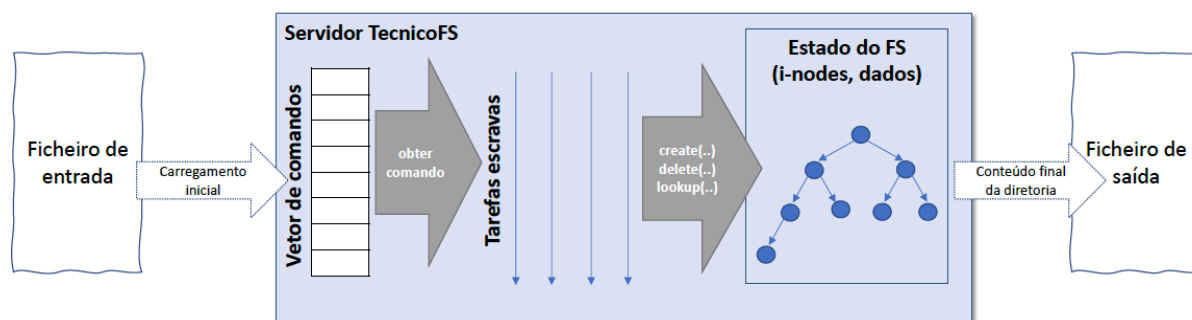 Servidor TecnicoFS
Ficheiro de
entrada
Carregamento
inicial
Vetor de comandos
obter
comando
Tarefas escravas
create(..)
delete(..)
lookup(..)
Estado do FS
(i-nodes, dados)
Conteúdo final
da diretoria
Ficheiro de
saída